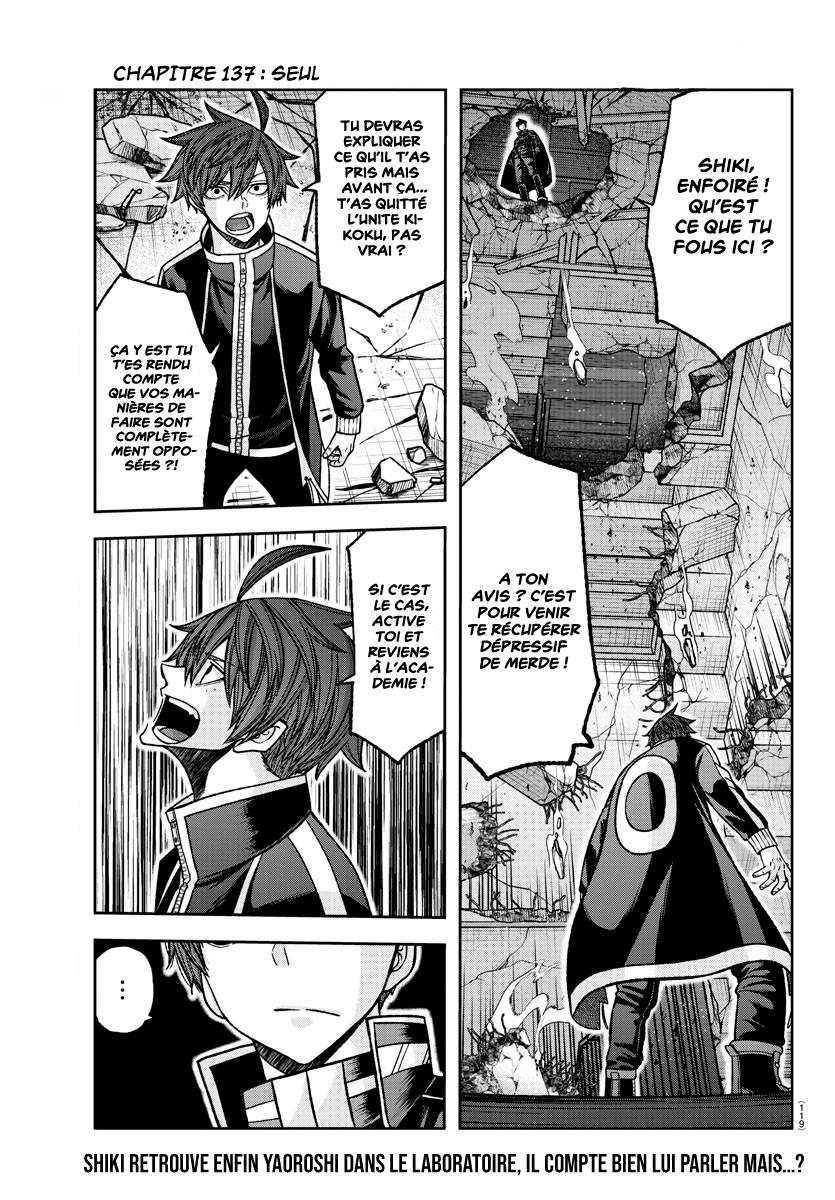 CHAPITRE 137 : SEUL
SHIKI,
ENFOIRÉ !
QU'EST
CE QUE TU
FOUS ICI ?
A TON
AVIS ? C'EST
POUR VENIR
TE RÉCUPÉRER
DÉPRESSIF
DE MERDE !
TU DEVRAS
EXPLIQUER
CE QU'IL T'AS
PRIS MAIS
AVANT ÇA...
T'AS QUITTÉ
L'UNITE KI-
KOKU, PAS
VRAI ?
ÇA Y EST TU
T'ES RENDU
COMPTE
QUE VOS MA-
NIÈRES DE
FAIRE SONT
COMPLÈTE-
MENT OPPO-
SÉES ?!
SI C'EST
LE CAS,
ACTIVE
TOI ET
REVIENS
À L'ACA-
DEMIE !
...
(119)
SHIKI RETROUVE ENFIN YAOROSHI DANS LE LABORATOIRE, IL COMPTE BIEN LUI PARLER MAIS...?